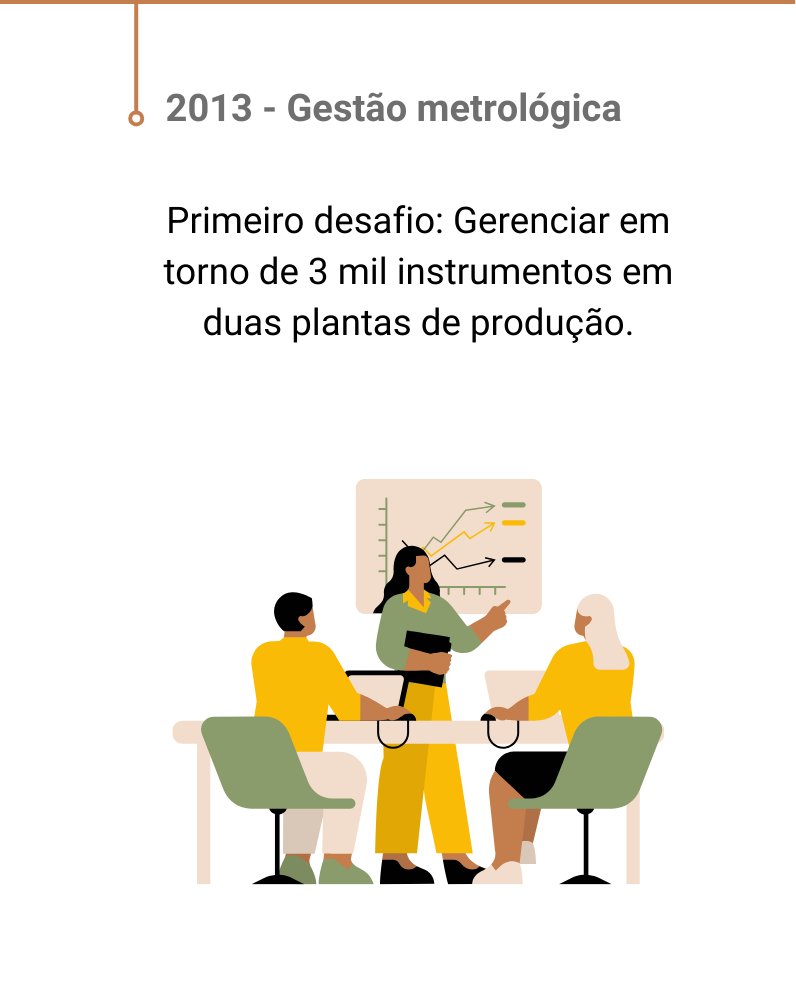 2013 - Gestão metrológica
Primeiro desafio: Gerenciar em
torno de 3 mil instrumentos em
duas plantas de produção.